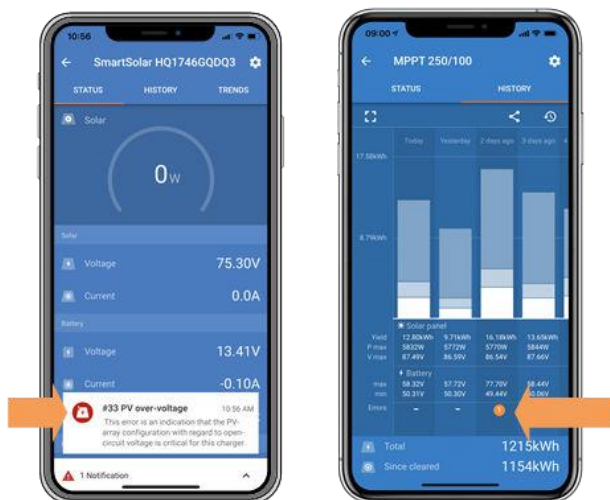 10:56
SmartSolar HQ1746GQDQ3
STATUS HISTORY TRENDS
Solar
0w
Solar
Voltage 75.30V
Current 0.0A
Battery
Voltage 13.41V
Current -0.10A
#33 PV over-voltage 10:56 AM
This error is an indication that the PV-
array configuration with regard to open-
circuit voltage is critical for this charger.
1 Notification
09:00
MPPT 250/100
STATUS HISTORY
Today Yesterday 2 days ago 3 days ago 4
17.58kWh
8.79kWh
Solar panel
Yield 12.80kWh 9.71kWh 16.18kWh 13.65kWh
P max 5832W 5772W 5770W 5844W
V max 87.49V 86.59V 86.54V 87.66V
Battery
max 58.32V 57.72V 77.70V 58.44V
min 50.31V 50.30V 49.44V
Errors - - 1
Total 1215kWh
Since cleared 1154kWh